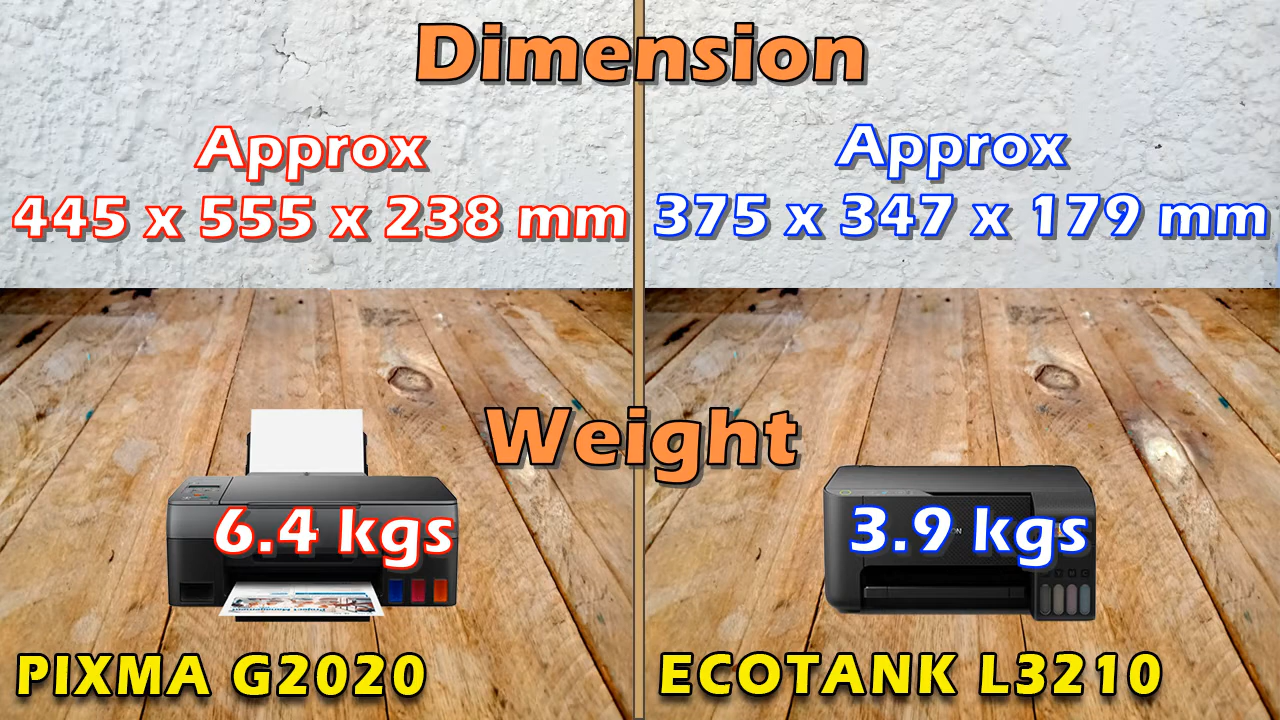 Dimension
Approx
445 x 555 x 238 mm
Approx
375 x 347 x 179 mm
Weight
6.4 kgs
3.9 kgs
PIXMA G2020
ECOTANK L3210